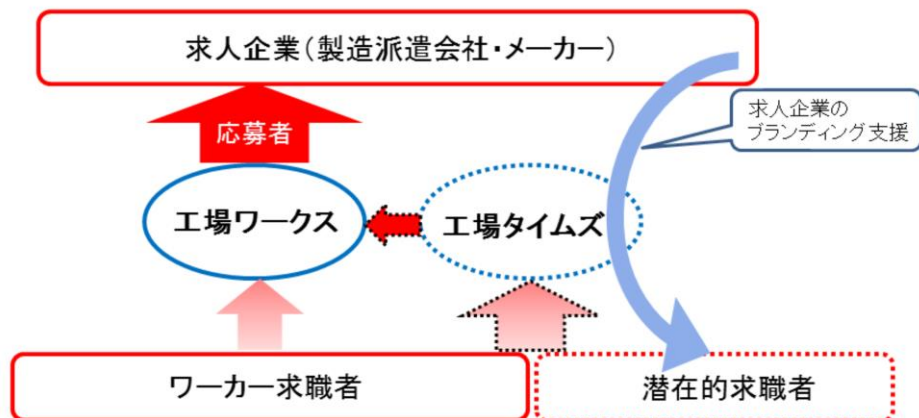 求人企業(製造派遣会社・メーカー)
求人企業の
ブランディング支援
応募者
工場ワークス
工場タイムズ
ワーカー求職者
潜在的求職者